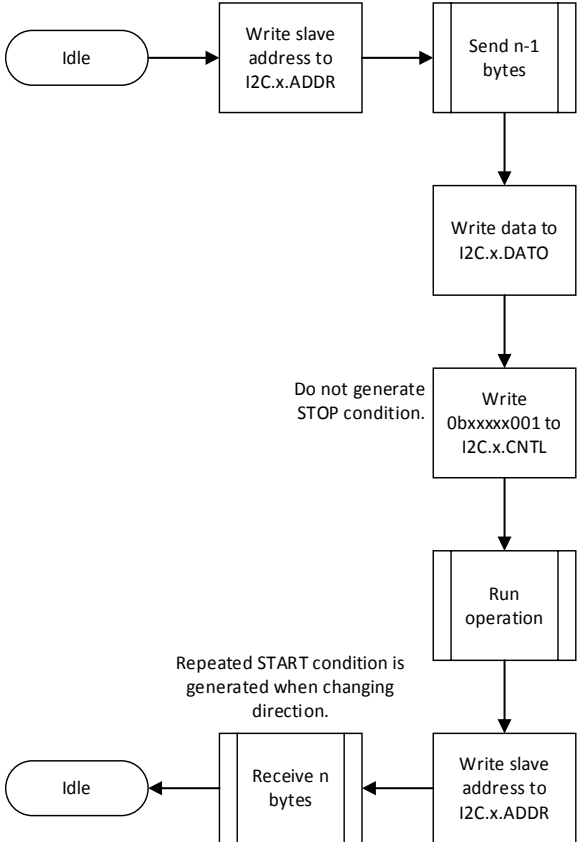 Idle
Write slave
address to
I2C.x.ADDR
Send n-1
bytes
Write data to
I2C.x.DATO
Do not generate
STOP condition.
Write
0bxxxxx001 to
I2C.x.CNTL
Run
operation
Repeated START condition is
generated when changing
direction.
Idle
Receive n
bytes
Write slave
address to
I2C.x.ADDR